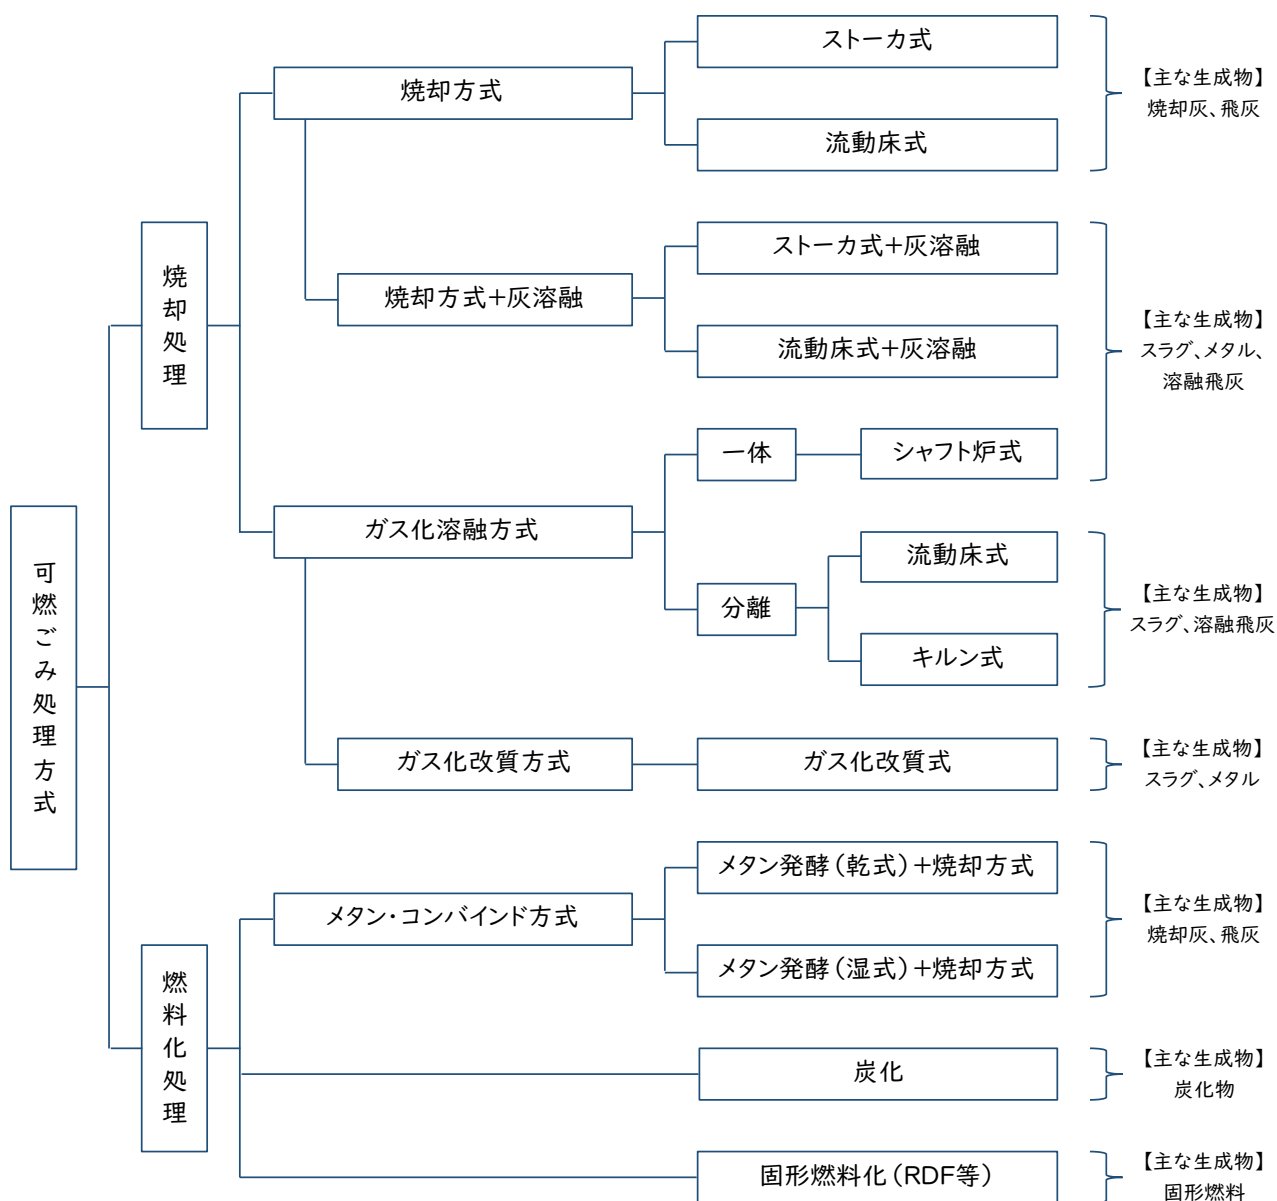 可燃ごみ処理方式
焼却処理
焼却方式
ストーカ式
流動床式
【主な生成物】
焼却灰、飛灰
焼却方式+灰溶融
ストーカ式+灰溶融
流動床式+灰溶融
ガス化溶融方式
一体
シャフト炉式
【主な生成物】
スラグ、メタル、
溶融飛灰
分離
流動床式
キルン式
【主な生成物】
スラグ、溶融飛灰
ガス化改質方式
ガス化改質式
【主な生成物】
スラグ、メタル
燃料化処理
メタン・コンバインド方式
メタン発酵(乾式)+焼却方式
メタン発酵(湿式)+焼却方式
【主な生成物】
焼却灰、飛灰
炭化
【主な生成物】
炭化物
固形燃料化(RDF等)
【主な生成物】
固形燃料